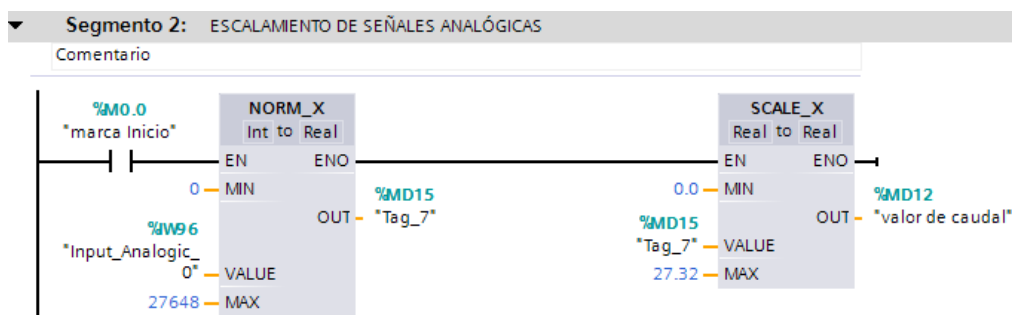 Segmento 2: ESCALAMIENTO DE SEÑALES ANALÓGICAS
Comentario
%M0.0
"marca Inicio"
NORM_X
Int to Real
EN ENO
0 MIN
%MD15
OUT "Tag_7"
%IW96
"Input_Analogic_
0" VALUE
27648 MAX
SCALE_X
Real to Real
EN ENO
0.0 MIN
%MD12
OUT "valor de caudal"
%MD15
"Tag_7" VALUE
27.32 MAX